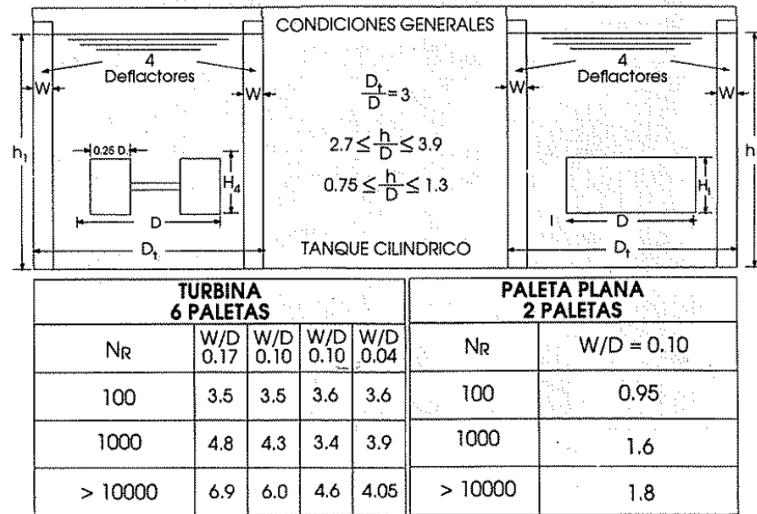 CONDICIONES GENERALES
4
Deflactores
W
W
h₁
0.25 D.
H₄
D
Dₜ
Dₜ/D = 3
2.7 ≤ h/D ≤ 3.9
0.75 ≤ h/D ≤ 1.3
TANQUE CILINDRICO
4
Deflactores
W
W
h
Hᵢ
D
Dₜ
TURBINA
6 PALETAS
NR W/D 0.17 W/D 0.10 W/D 0.10 W/D 0.04
100 3.5 3.5 3.6 3.6
1000 4.8 4.3 3.4 3.9
> 10000 6.9 6.0 4.6 4.05
PALETA PLANA
2 PALETAS
NR W/D = 0.10
100 0.95
1000 1.6
> 10000 1.8